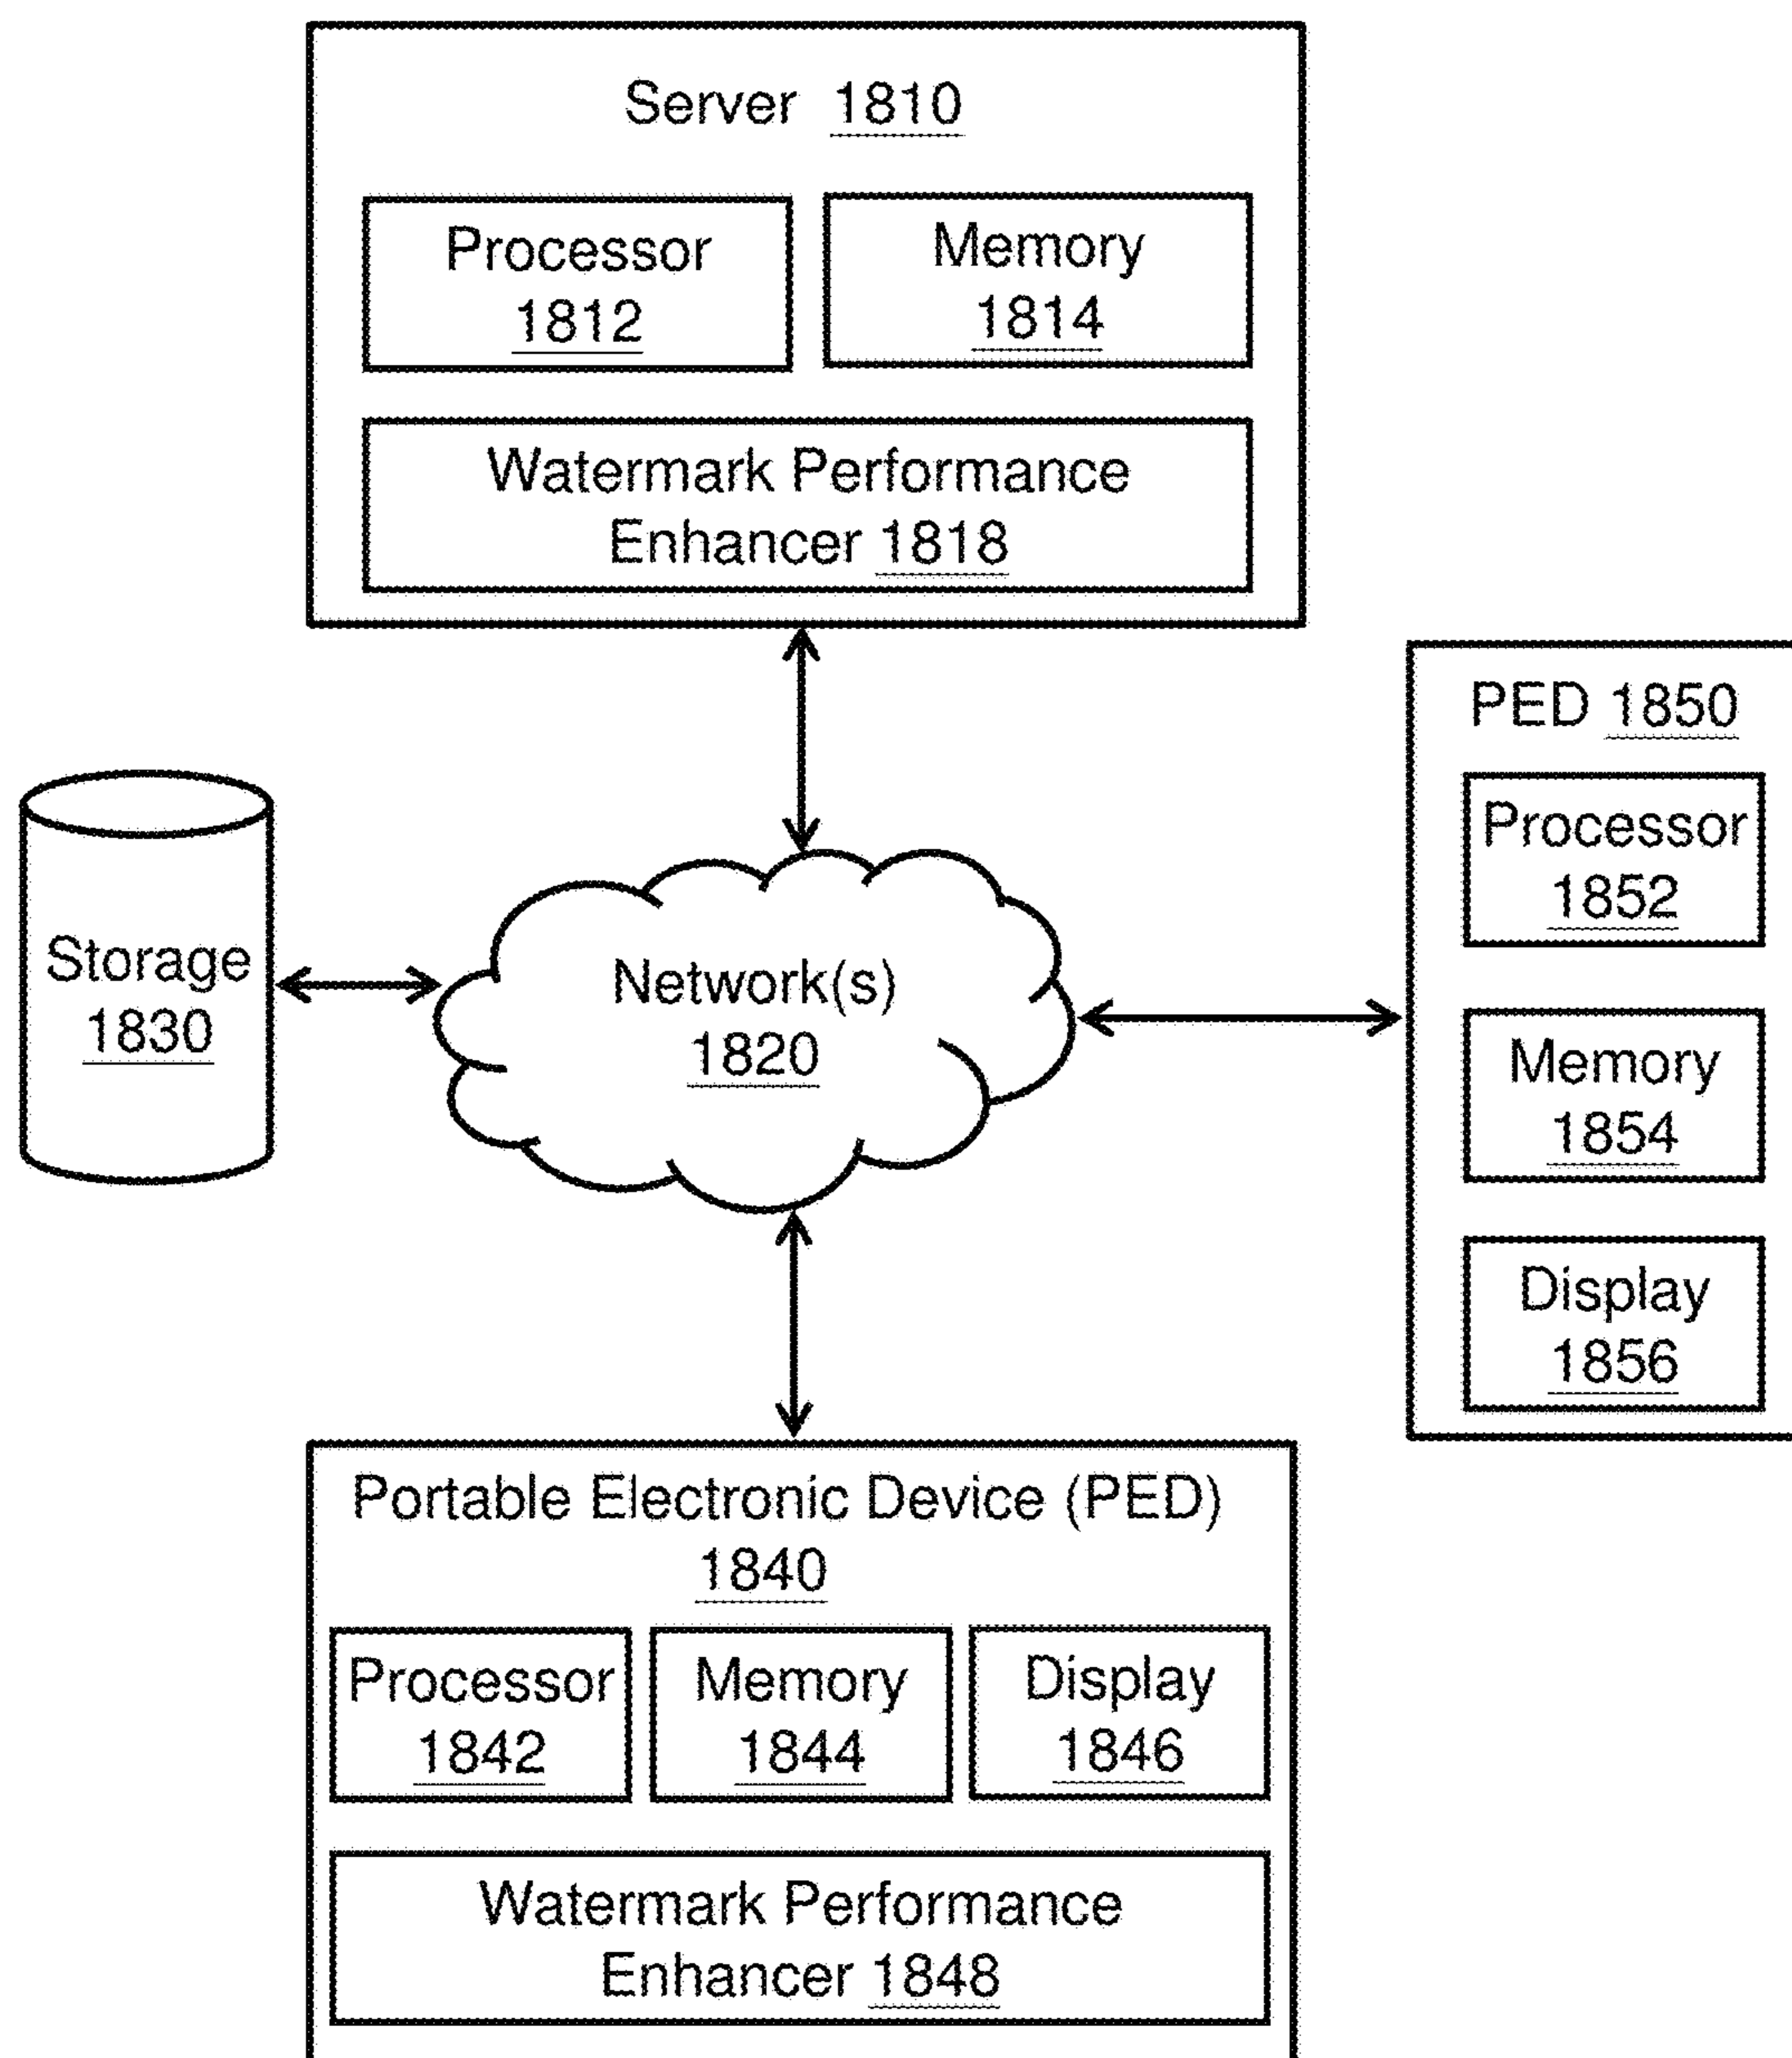 Server 1810
Processor
1812
Memory
1814
Watermark Performance
Enhancer 1818
PED 1850
Processor
1852
Memory
1854
Display
1856
Storage
1830
Network(s)
1820
Portable Electronic Device (PED)
1840
Processor
1842
Memory
1844
Display
1846
Watermark Performance
Enhancer 1848